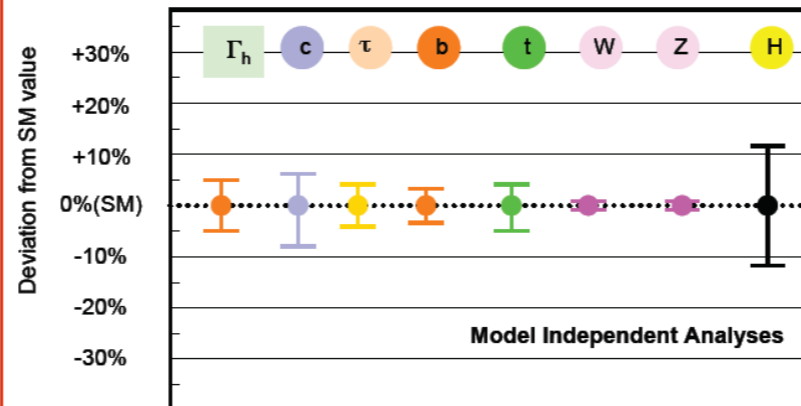 Γh c τ b t W Z H
Deviation from SM value
+30%
+20%
+10%
0%(SM)
-10%
-20%
-30%
Model Independent Analyses